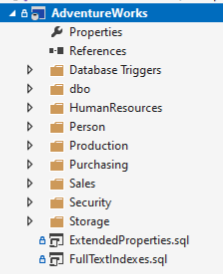 AdventureWorks
Properties
References
Database Triggers
dbo
HumanResources
Person
Production
Purchasing
Sales
Security
Storage
ExtendedProperties.sql
FullTextIndexes.sql